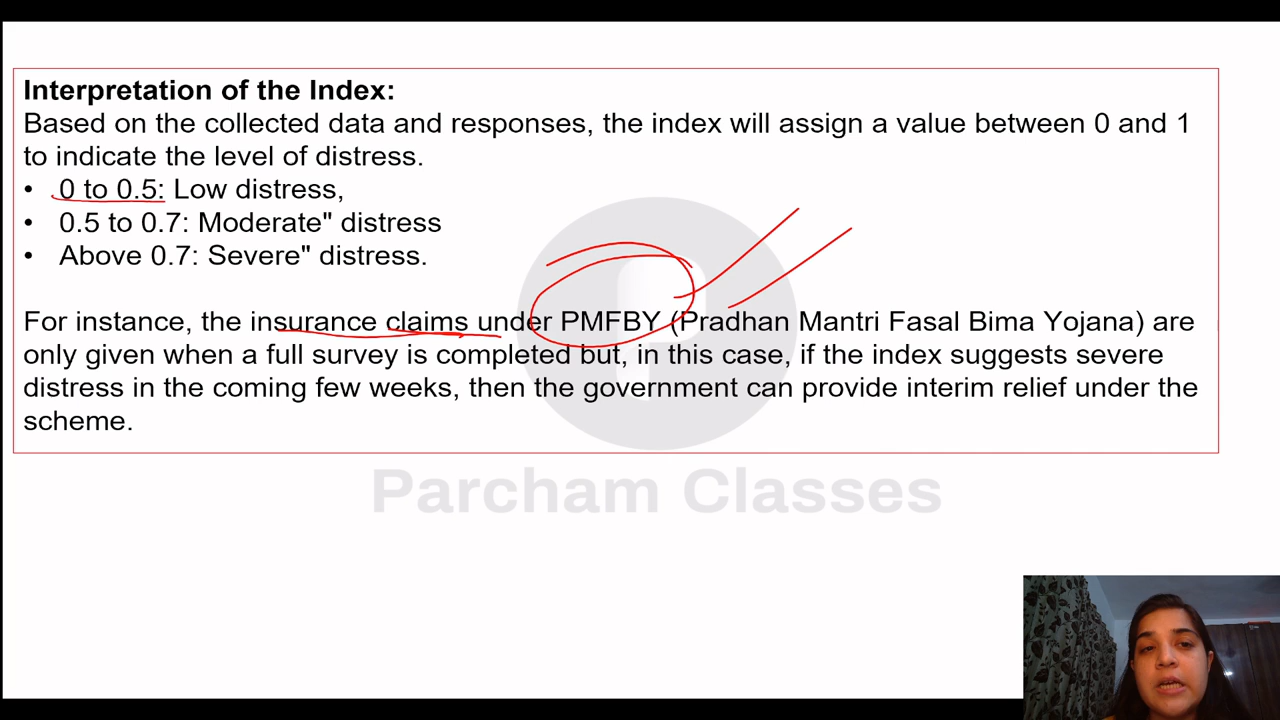 Interpretation of the Index:
Based on the collected data and responses, the index will assign a value between 0 and 1
to indicate the level of distress.
• 0 to 0.5: Low distress,
• 0.5 to 0.7: Moderate" distress
• Above 0.7: Severe" distress.
For instance, the insurance claims under PMFBY (Pradhan Mantri Fasal Bima Yojana) are
only given when a full survey is completed but, in this case, if the index suggests severe
distress in the coming few weeks, then the government can provide interim relief under the
scheme.
Parcham Classes